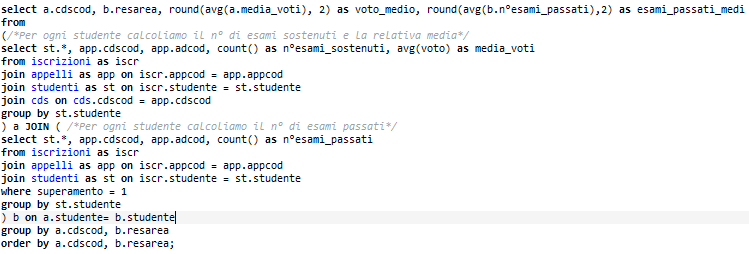 select a.cdscod, b.resarea, round(avg(a.media_voti), 2) as voto_medio, round(avg(b.n°esami_passati),2) as esami_passati_medi
from
(/*Per ogni studente calcoliamo il n° di esami sostenuti e la relativa media*/
select st.*, app.cdscod, app.adcod, count() as n°esami_sostenuti, avg(voto) as media_voti
from iscrizioni as iscr
join appelli as app on iscr.appcod = app.appcod
join studenti as st on iscr.studente = st.studente
join cds on cds.cdscod = app.cdscod
group by st.studente
) a JOIN ( /*Per ogni studente calcoliamo il n° di esami passati*/
select st.*, app.cdscod, app.adcod, count() as n°esami_passati
from iscrizioni as iscr
join appelli as app on iscr.appcod = app.appcod
join studenti as st on iscr.studente = st.studente
where superamento = 1
group by st.studente
) b on a.studente= b.studente
group by a.cdscod, b.resarea
order by a.cdscod, b.resarea;